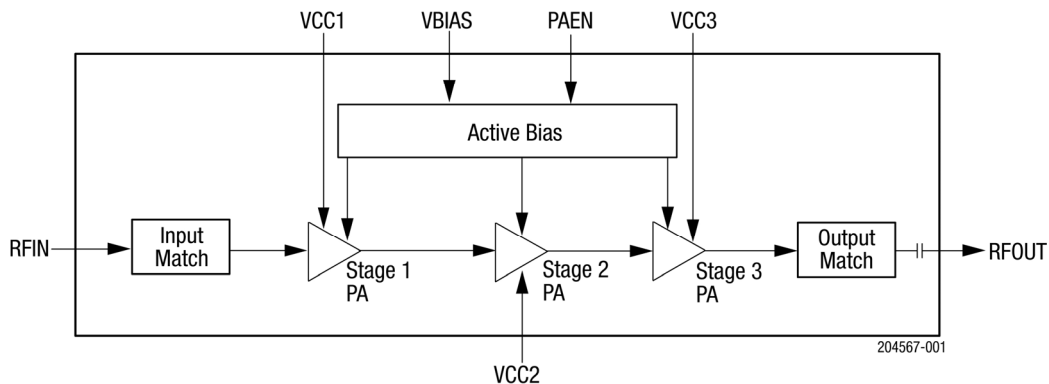 VCC1
VBIAS
PAEN
VCC3
Active Bias
RFIN
Input
Match
Stage 1
PA
Stage 2
PA
Stage 3
PA
Output
Match
RFOUT
204567-001
VCC2